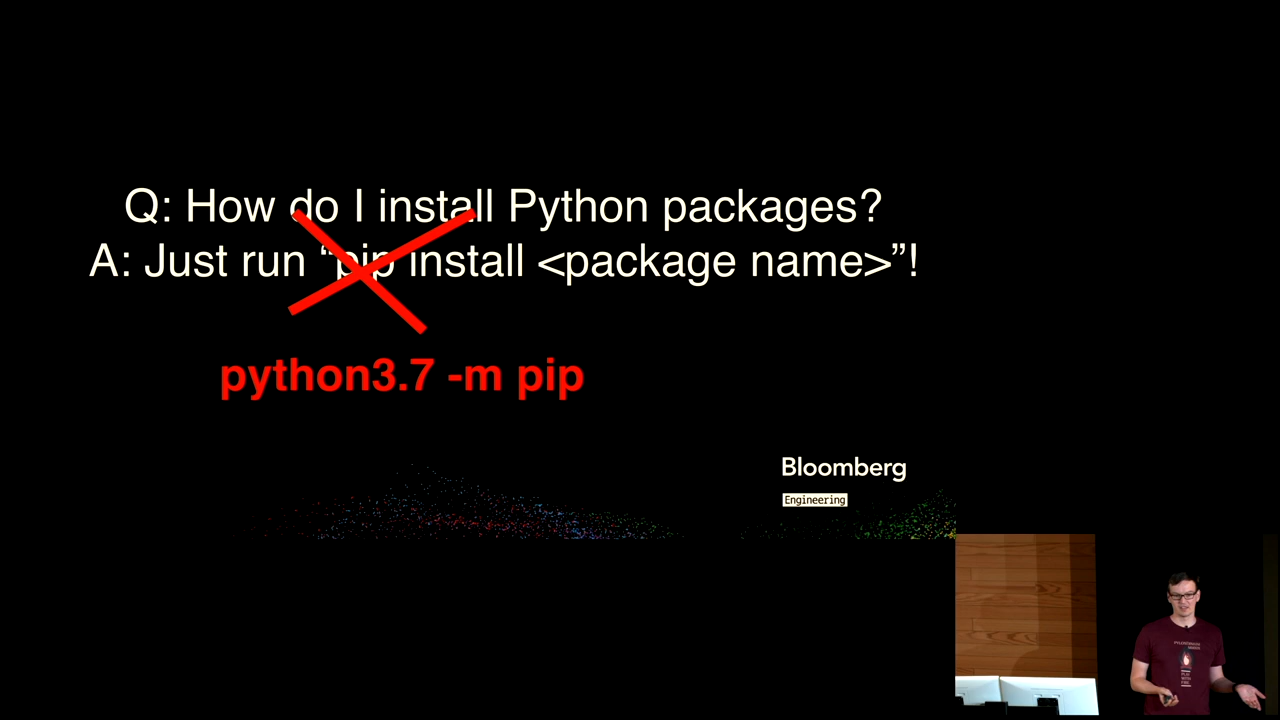 Q: How do I install Python packages?
A: Just run “pip install <package name>”!
python3.7 -m pip
Bloomberg
Engineering